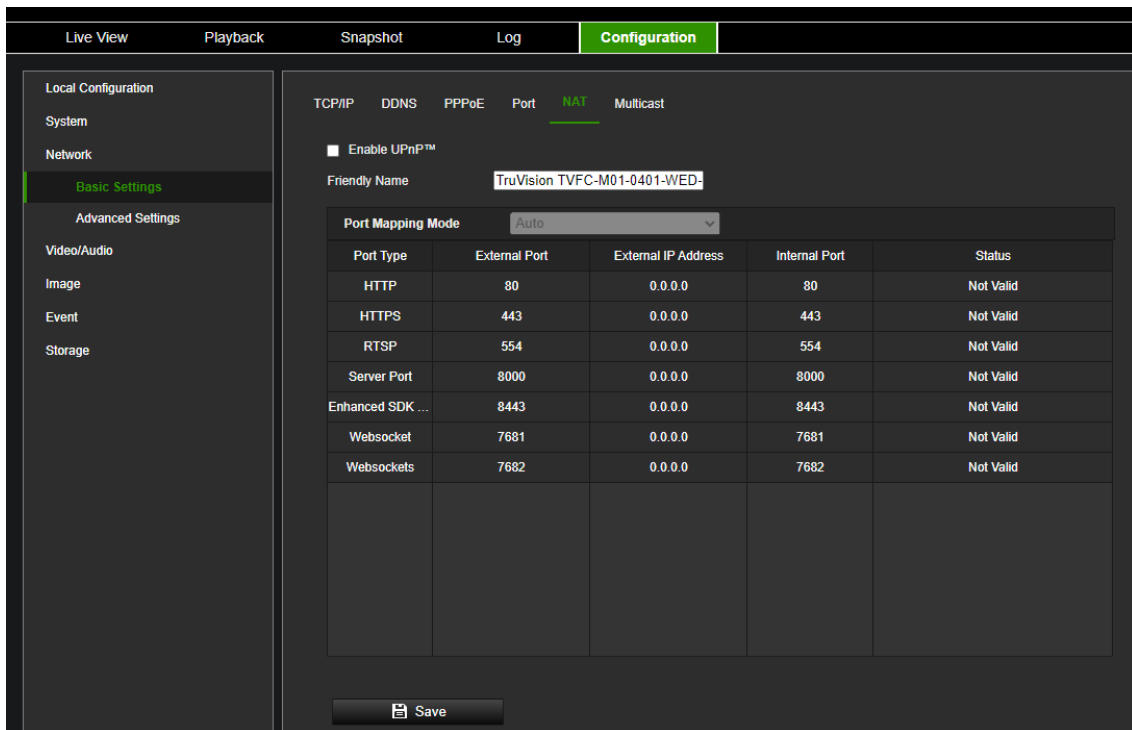 Live View Playback Snapshot Log Configuration
Local Configuration
System
Network
Basic Settings
Advanced Settings
Video/Audio
Image
Event
Storage
TCP/IP DDNS PPPoE Port NAT Multicast
Enable UPnP™
Friendly Name TruVision TVFC-M01-0401-WED-
Port Mapping Mode Auto
Port Type External Port External IP Address Internal Port Status
HTTP 80 0.0.0.0 80 Not Valid
HTTPS 443 0.0.0.0 443 Not Valid
RTSP 554 0.0.0.0 554 Not Valid
Server Port 8000 0.0.0.0 8000 Not Valid
Enhanced SDK ... 8443 0.0.0.0 8443 Not Valid
Websocket 7681 0.0.0.0 7681 Not Valid
Websockets 7682 0.0.0.0 7682 Not Valid
Save